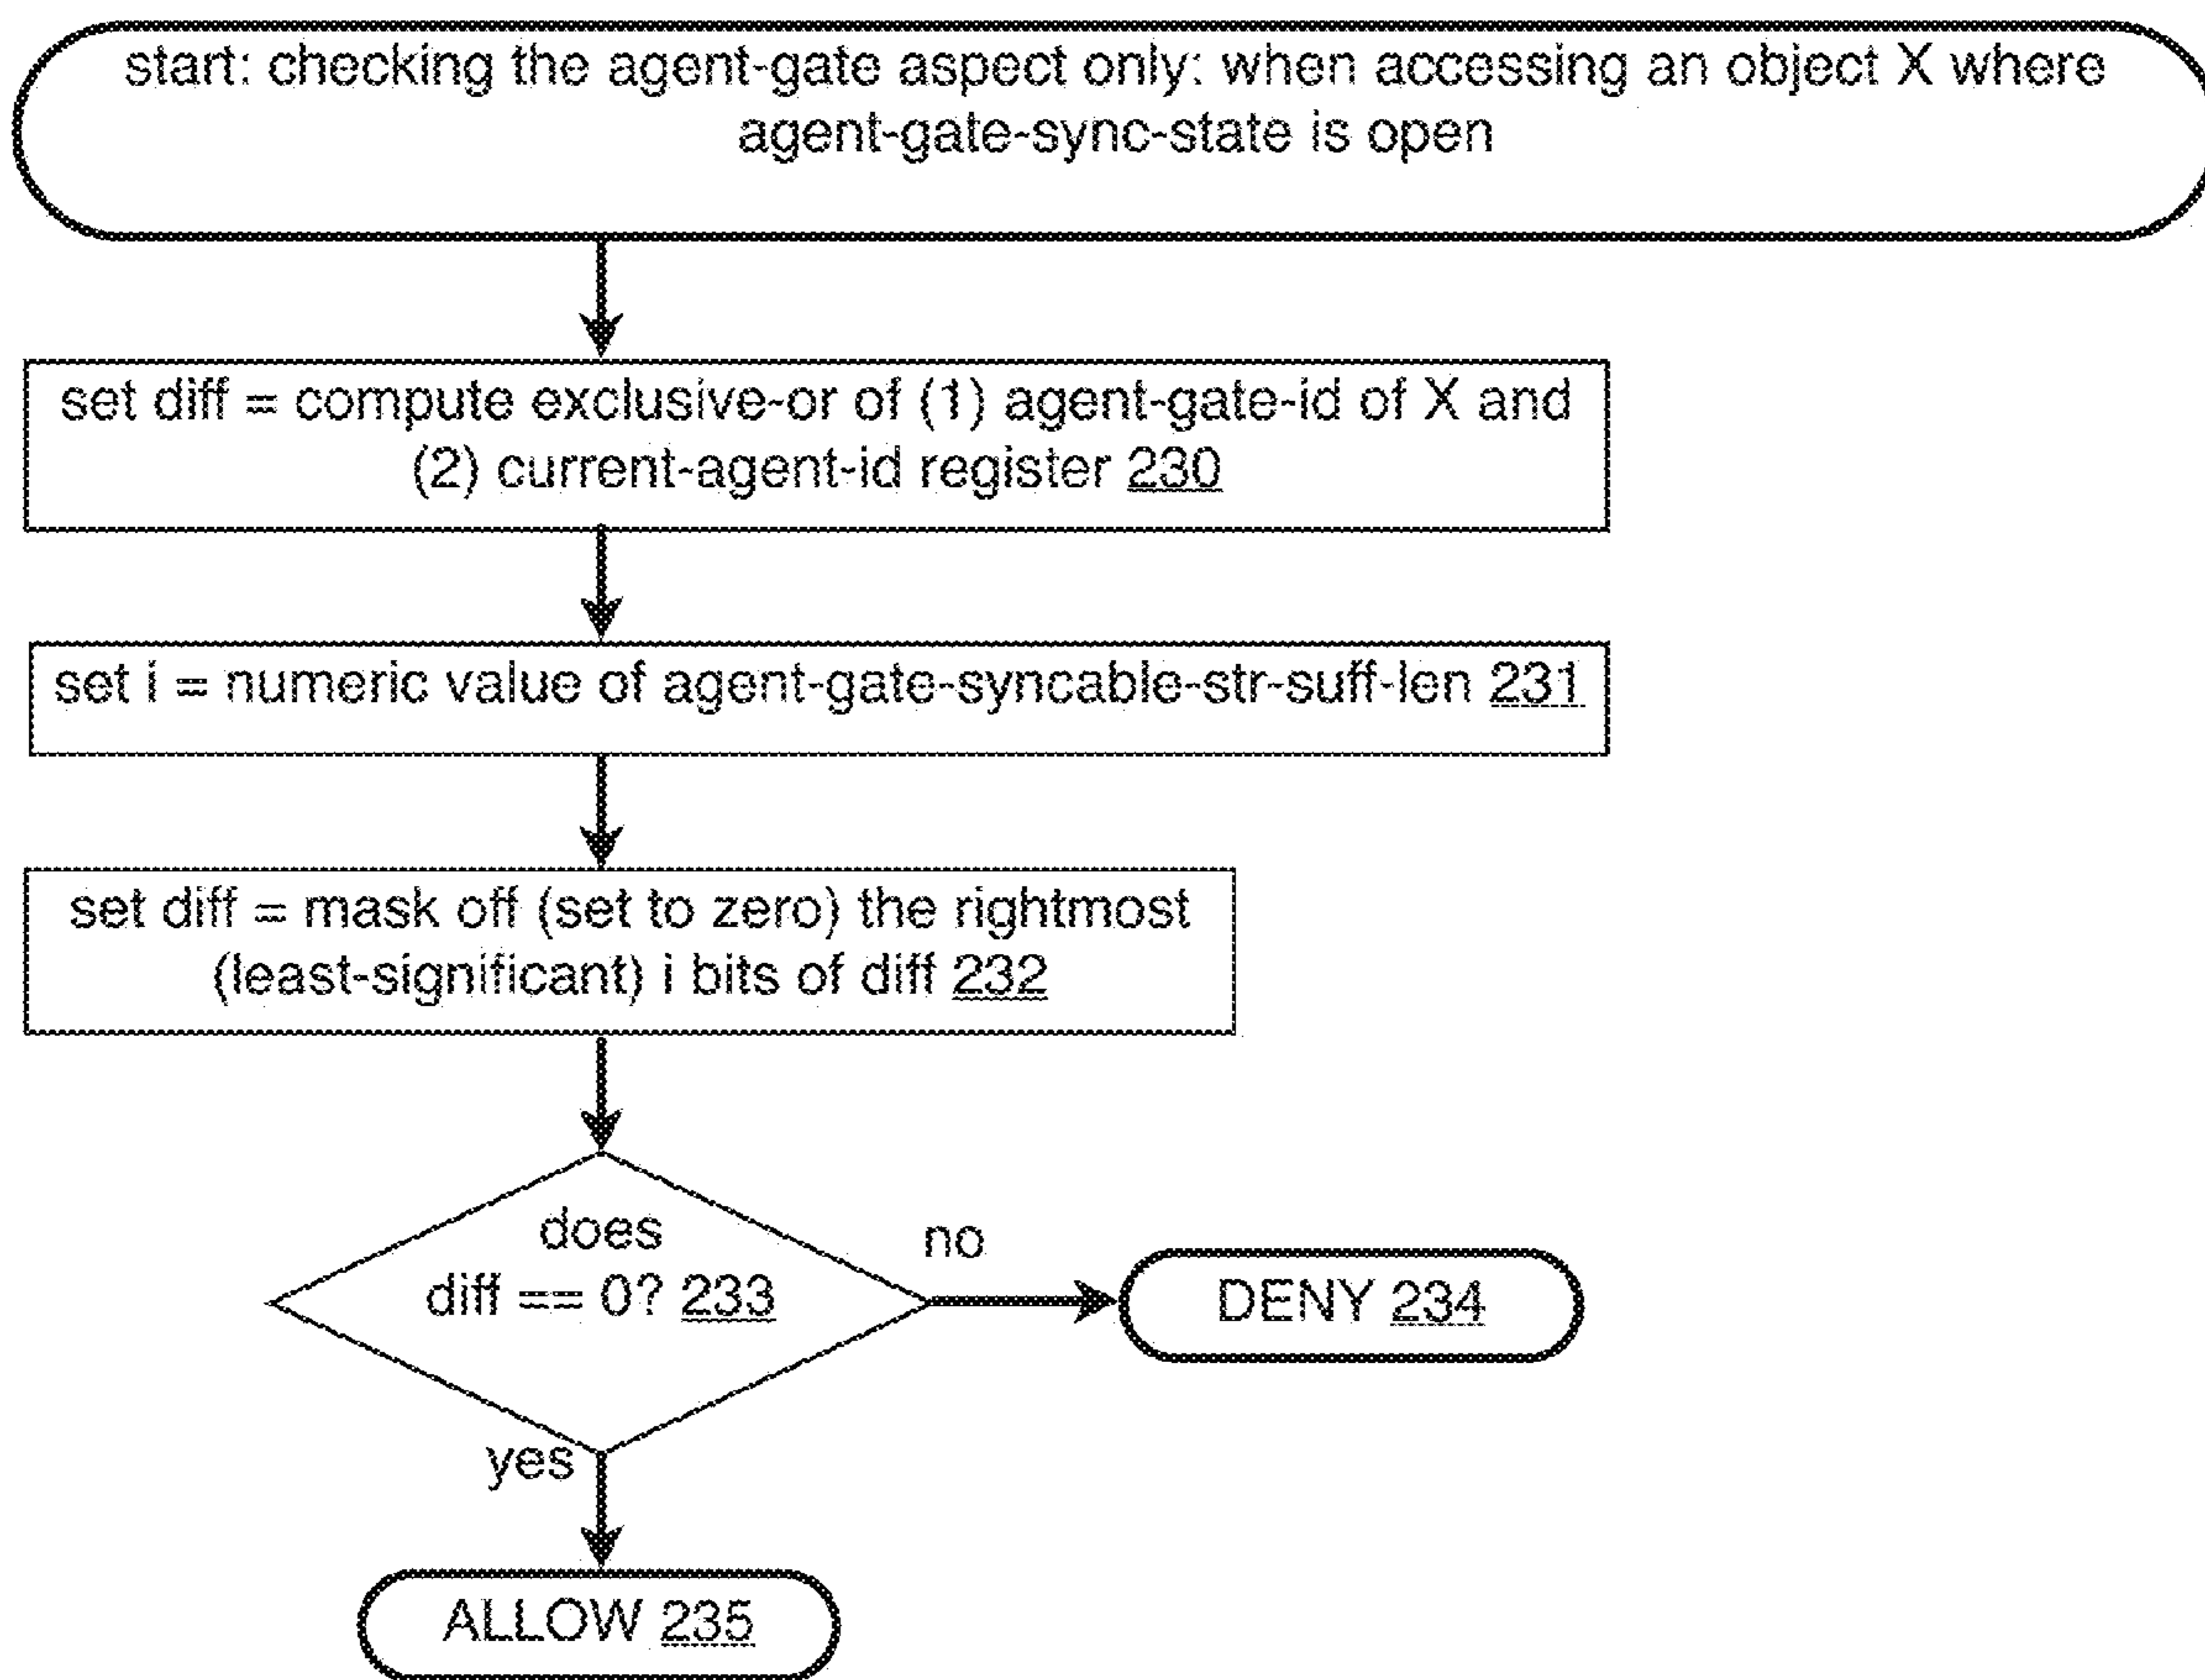 start: checking the agent-gate aspect only: when accessing an object X where
agent-gate-sync-state is open
set diff = compute exclusive-or of (1) agent-gate-id of X and
(2) current-agent-id register 230
set i = numeric value of agent-gate-syncable-str-suff-len 231
set diff = mask off (set to zero) the rightmost
(least-significant) i bits of diff 232
does
diff == 0? 233
no
DENY 234
yes
ALLOW 235